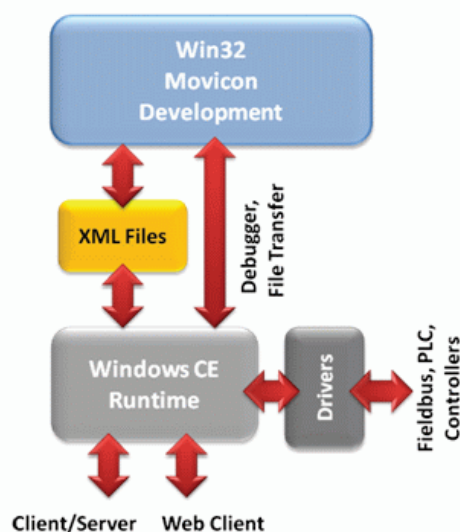 Win32
Movicon
Development
XML Files
Debugger,
File Transfer
Windows CE
Runtime
Drivers
Fieldbus, PLC,
Controllers
Client/Server
Web Client